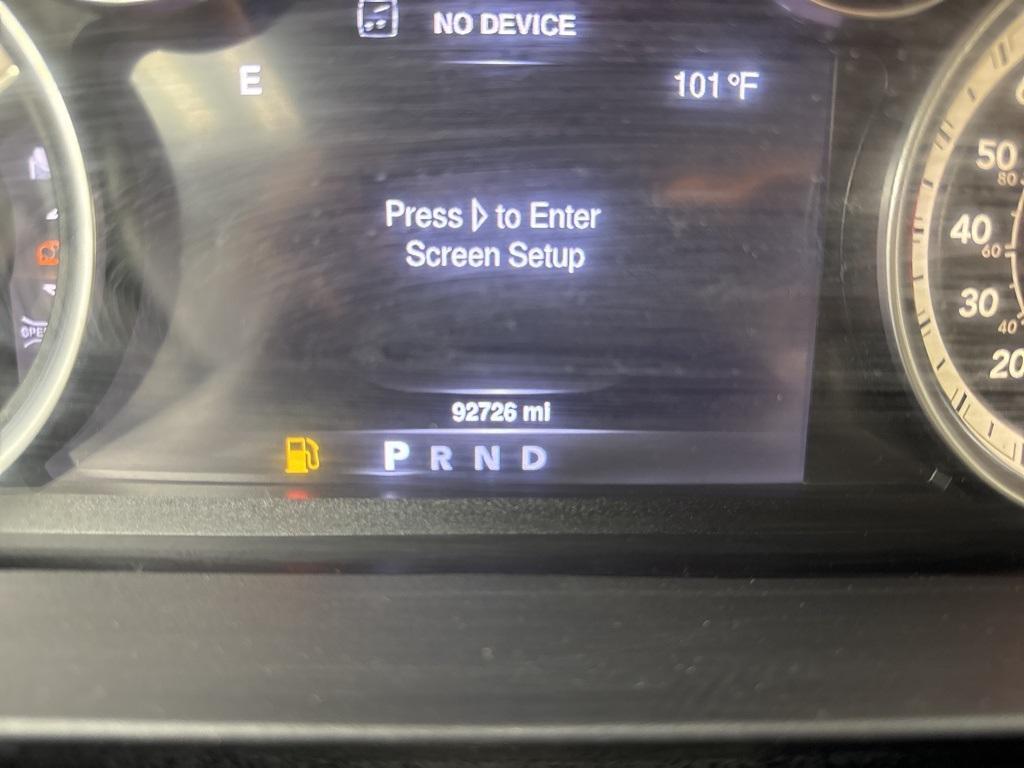 NO DEVICE
E
101 °F
Press ▷ to Enter
Screen Setup
92726 mi
P R N D
50
80
40
60
30
40
20